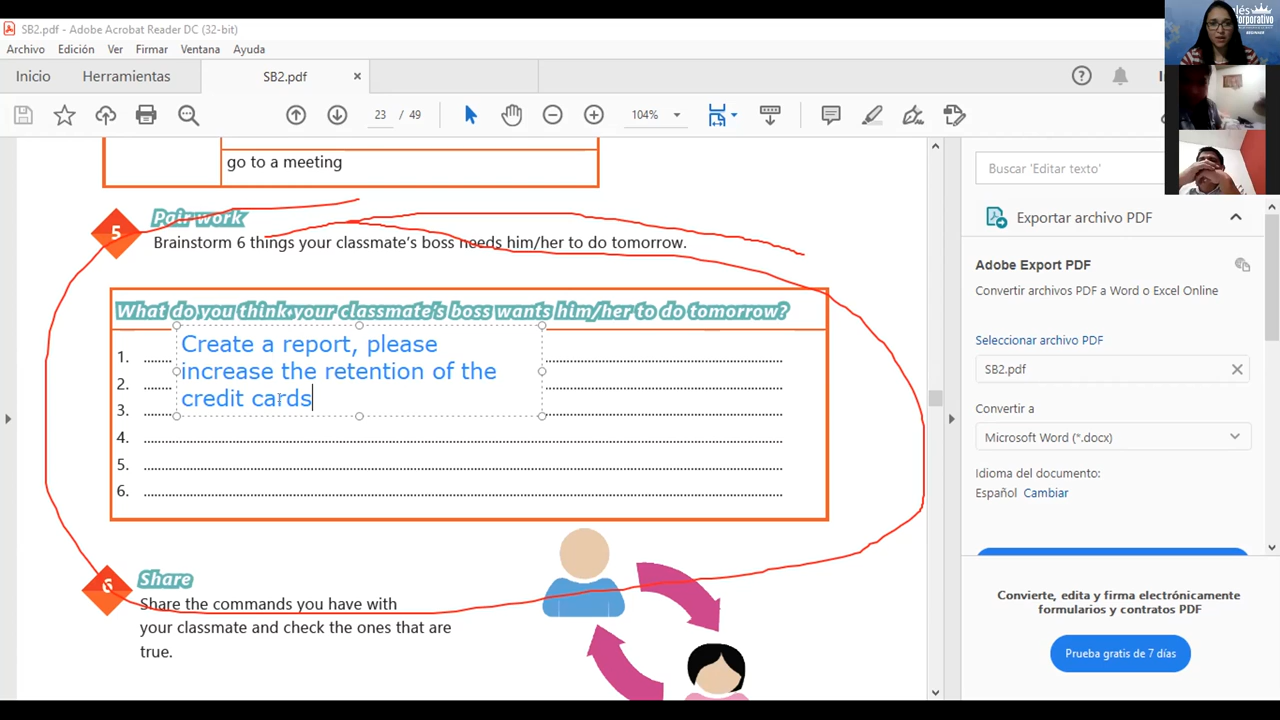 SB2.pdf - Adobe Acrobat Reader DC (32-bit)
Archivo Edición Ver Firmar Ventana Ayuda
Inicio Herramientas SB2.pdf ×
23 / 49 104%
go to a meeting
5 Pair work
Brainstorm 6 things your classmate's boss needs him/her to do tomorrow.
What do you think your classmate's boss wants him/her to do tomorrow?
1.
2.
3.
4.
5.
6.
Create a report, please
increase the retention of the
credit cards
6 Share
Share the commands you have with
your classmate and check the ones that are
true.
Buscar 'Editar texto'
Exportar archivo PDF
Adobe Export PDF
Convertir archivos PDF a Word o Excel Online
Seleccionar archivo PDF
SB2.pdf
Convertir a
Microsoft Word (*.docx)
Idioma del documento:
Español Cambiar
Convierte, edita y firma electrónicamente
formularios y contratos PDF
Prueba gratis de 7 días
BEGINNER